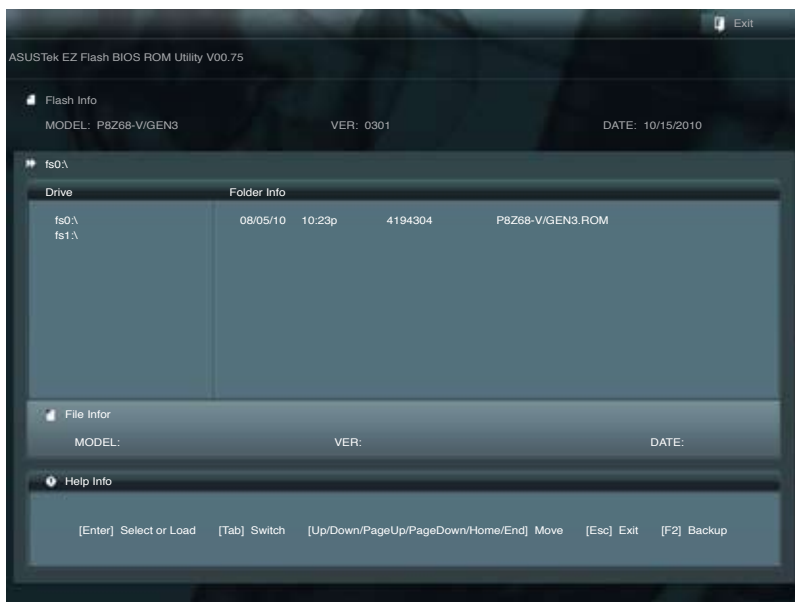 Exit
ASUSTek EZ Flash BIOS ROM Utility V00.75
Flash Info
MODEL: P8Z68-V/GEN3 VER: 0301 DATE: 10/15/2010
fs0:\
Drive Folder Info
fs0:\ 08/05/10 10:23p 4194304 P8Z68-V/GEN3.ROM
fs1:\
File Infor
MODEL: VER: DATE:
Help Info
[Enter] Select or Load [Tab] Switch [Up/Down/PageUp/PageDown/Home/End] Move [Esc] Exit [F2] Backup